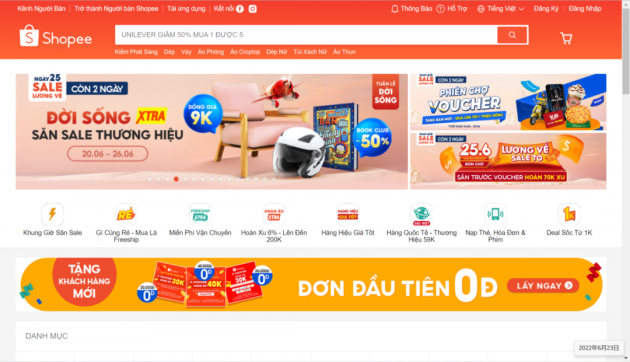 Kênh Người Bán
Trở thành Người bán Shopee
Tải ứng dụng
Kết nối
Thông Báo
Hỗ Trợ
Tiếng Việt
Đăng Ký
Đăng Nhập
Shopee
UNILEVER GIẢM 50% MUA 1 ĐƯỢC 5
Kiếm Phát Sáng Dép Váy Áo Phông Áo Croptop Dép Nữ Túi Xách Nữ Áo Thun
NGÀY 25
SALE
LƯƠNG VỀ
CÒN 2 NGÀY
ĐỜI SỐNG XTRA
SĂN SALE THƯƠNG HIỆU
20.06 - 26.06
ĐỒNG GIÁ
9K
TUẦN LỄ
ĐỜI SỐNG
BOOK CLUB
-50%
CÒN 2 NGÀY
PHIÊN CHỢ
VOUCHER
CÒN 2 NGÀY
25.6
LƯƠNG VỀ
SALE TO
SĂN TRƯỚC VOUCHER HOÀN 70K XU
Khung Giờ Săn Sale
Gì Cũng Rẻ - Mua Là
Freeship
Miễn Phí Vận Chuyển
Hoàn Xu 6% - Lên Đến
200K
Hàng Hiệu Giá Tốt
Hàng Quốc Tế - Thương
Hiệu 59K
Nạp Thẻ, Hóa Đơn &
Phim
Deal Sốc Từ 1K
TẶNG
KHÁCH HÀNG
MỚI
ĐƠN ĐẦU TIÊN 0Đ
LẤY NGAY
DANH MỤC
2022年6月23日